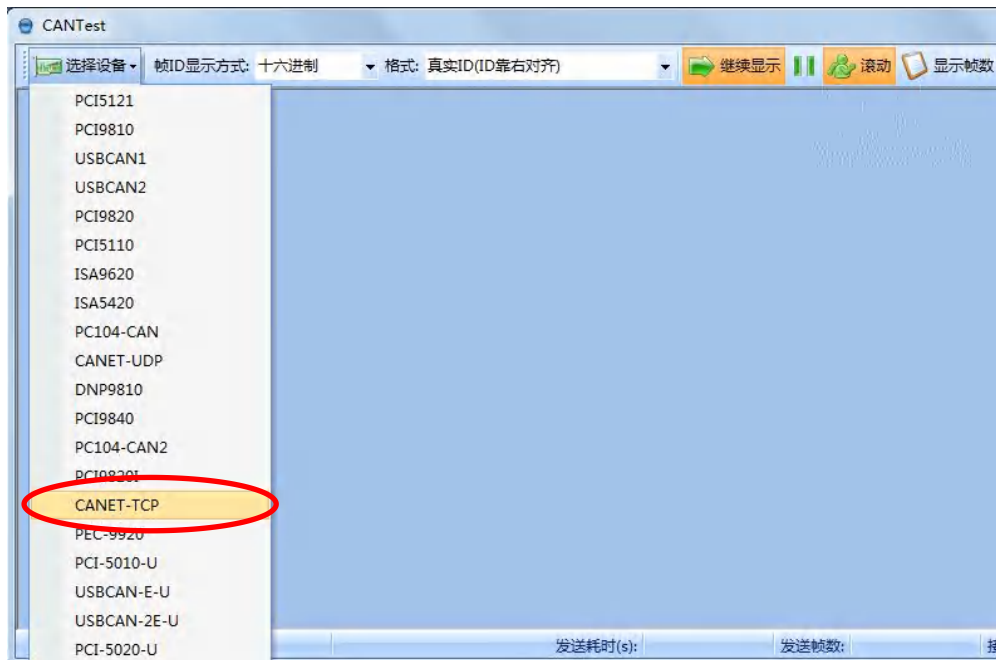 CANTest
选择设备 帧ID显示方式: 十六进制 格式: 真实ID(ID靠右对齐) 继续显示 滚动 显示帧数
PCI5121
PCI9810
USBCAN1
USBCAN2
PCI9820
PCI5110
ISA9620
ISA5420
PC104-CAN
CANET-UDP
DNP9810
PCI9840
PC104-CAN2
PCI9820I
CANET-TCP
PEC-9920
PCI-5010-U
USBCAN-E-U
USBCAN-2E-U
PCI-5020-U
发送耗时(s): 发送帧数: